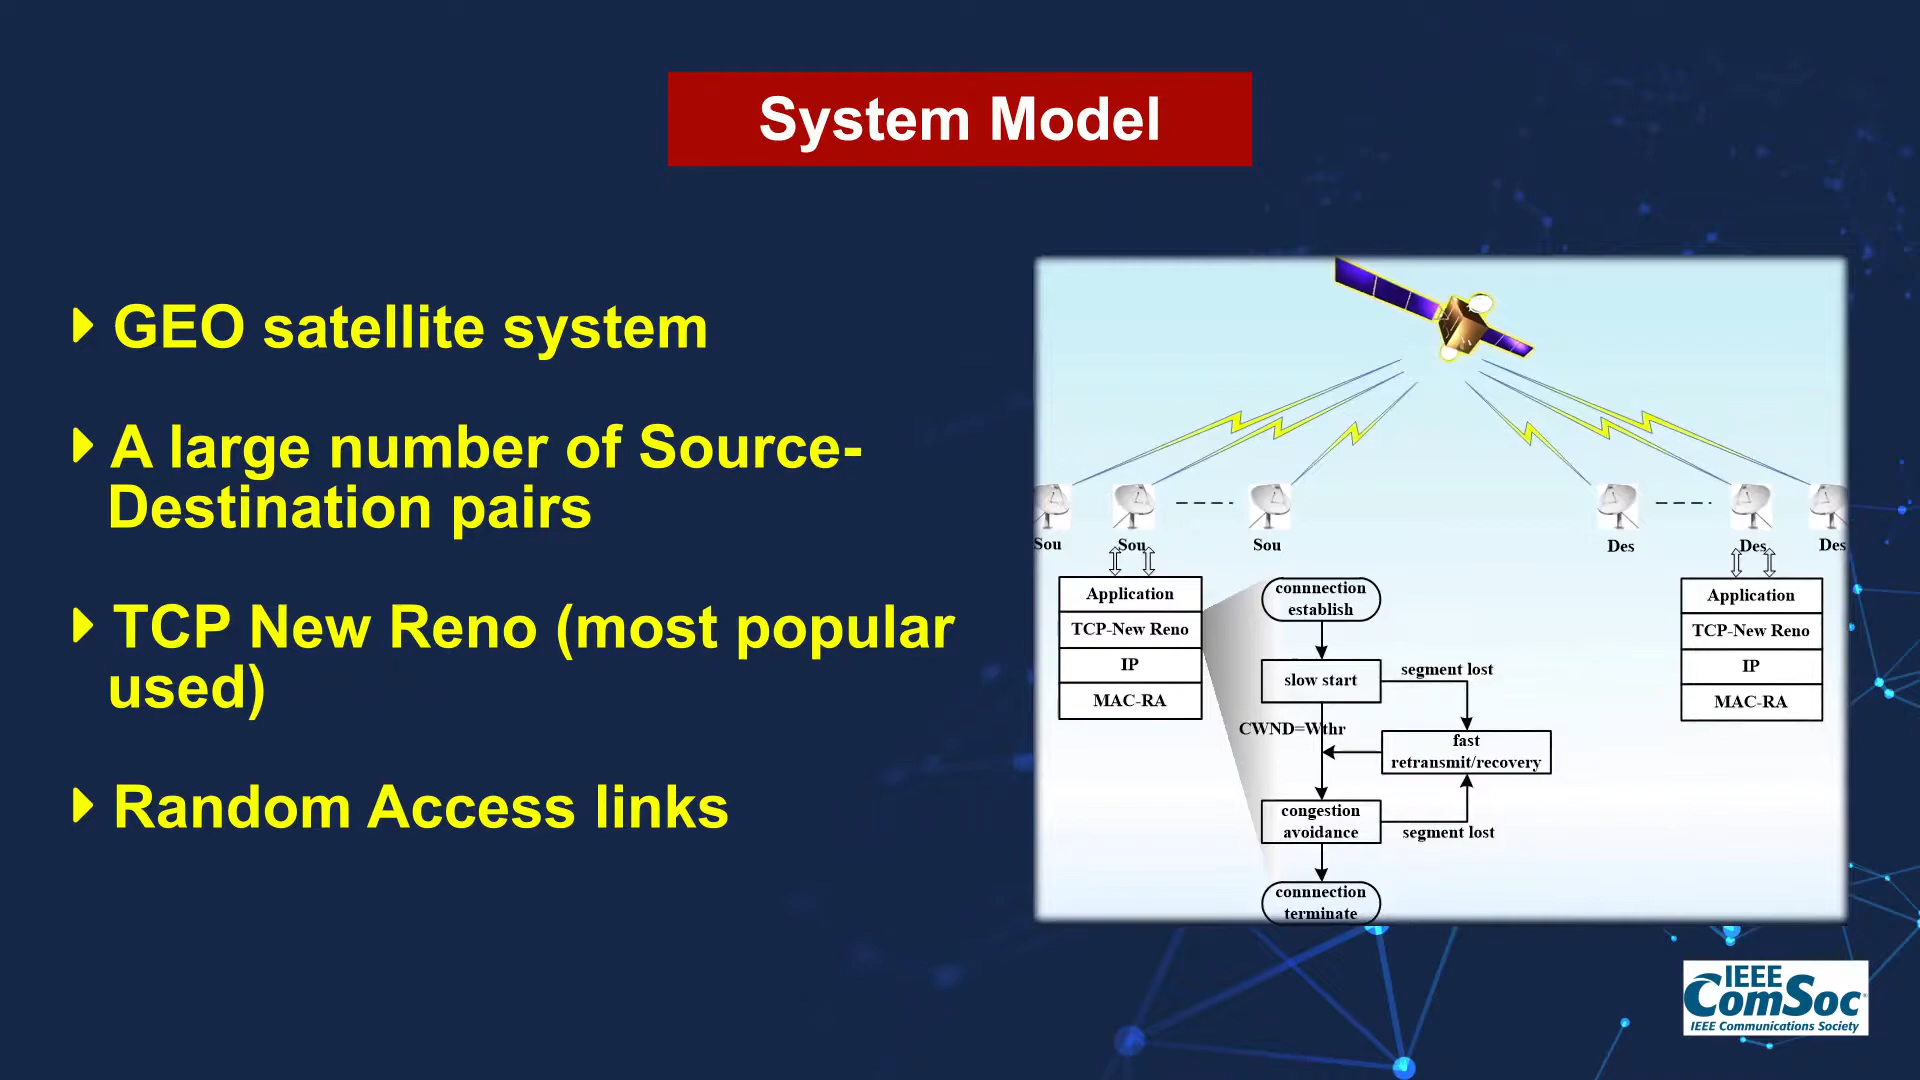 System Model
GEO satellite system
A large number of Source-
Destination pairs
TCP New Reno (most popular
used)
Random Access links
Sou
Sou
Sou
Des
Des
Des
Application
TCP-New Reno
IP
MAC-RA
connnection
establish
slow start
segment lost
CWND=Wthr
fast
retransmit/recovery
congestion
avoidance
segment lost
connnection
terminate
Application
TCP-New Reno
IP
MAC-RA
IEEE
ComSoc
IEEE Communications Society